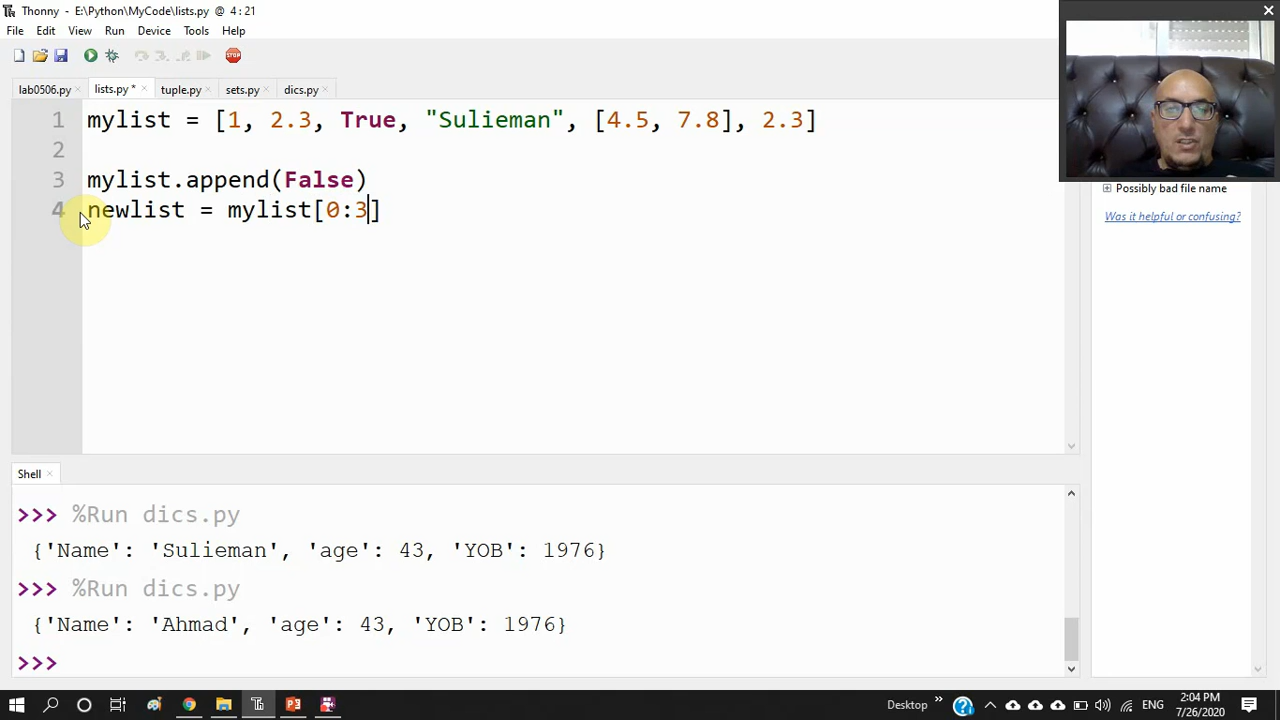 Thonny - E:\Python\MyCode\lists.py @ 4 : 21
File Edit View Run Device Tools Help
STOP
lab0506.py × lists.py * × tuple.py × sets.py × dics.py ×
1 mylist = [1, 2.3, True, "Sulieman", [4.5, 7.8], 2.3]
2
3 mylist.append(False)
4 newlist = mylist[0:3]
Possibly bad file name
Was it helpful or confusing?
Shell ×
>>> %Run dics.py
{'Name': 'Sulieman', 'age': 43, 'YOB': 1976}
>>> %Run dics.py
{'Name': 'Ahmad', 'age': 43, 'YOB': 1976}
>>>
Desktop » ENG 2:04 PM
7/26/2020